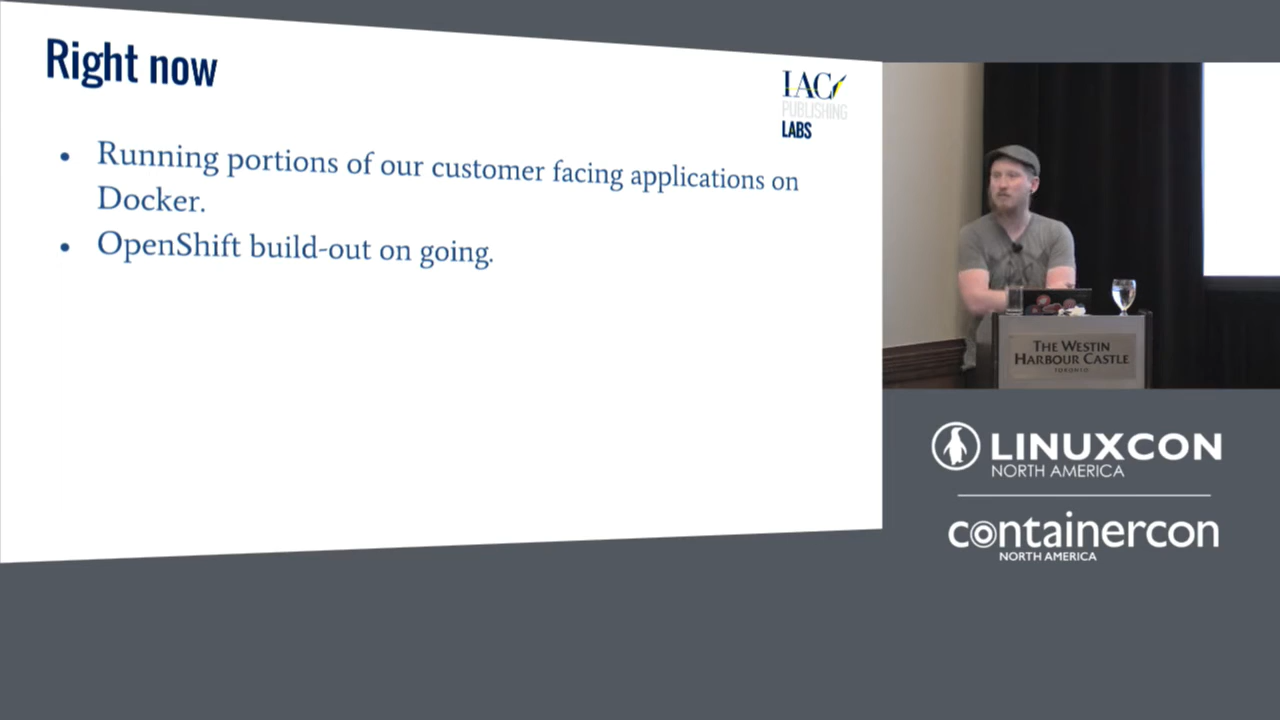 Right now
IAC
PUBLISHING
LABS
Running portions of our customer facing applications on
Docker.
OpenShift build-out on going.
THE WESTIN
HARBOUR CASTLE
TORONTO
LINUXCON
NORTH AMERICA
containercon
NORTH AMERICA